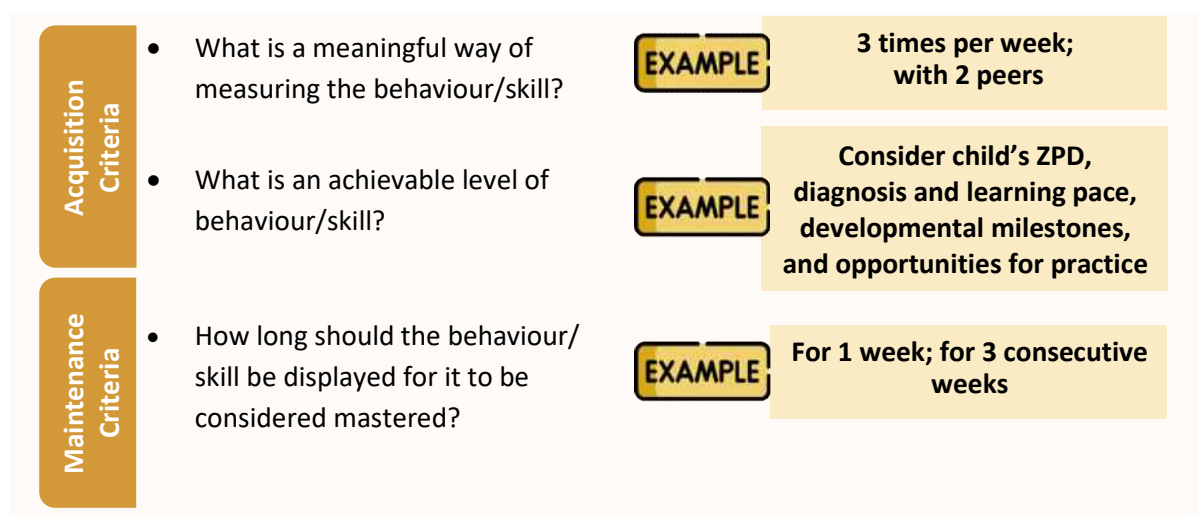 Acquisition
Criteria
• What is a meaningful way of
measuring the behaviour/skill?
EXAMPLE
3 times per week;
with 2 peers
• What is an achievable level of
behaviour/skill?
EXAMPLE
Consider child’s ZPD,
diagnosis and learning pace,
developmental milestones,
and opportunities for practice
Maintenance
Criteria
• How long should the behaviour/
skill be displayed for it to be
considered mastered?
EXAMPLE
For 1 week; for 3 consecutive
weeks